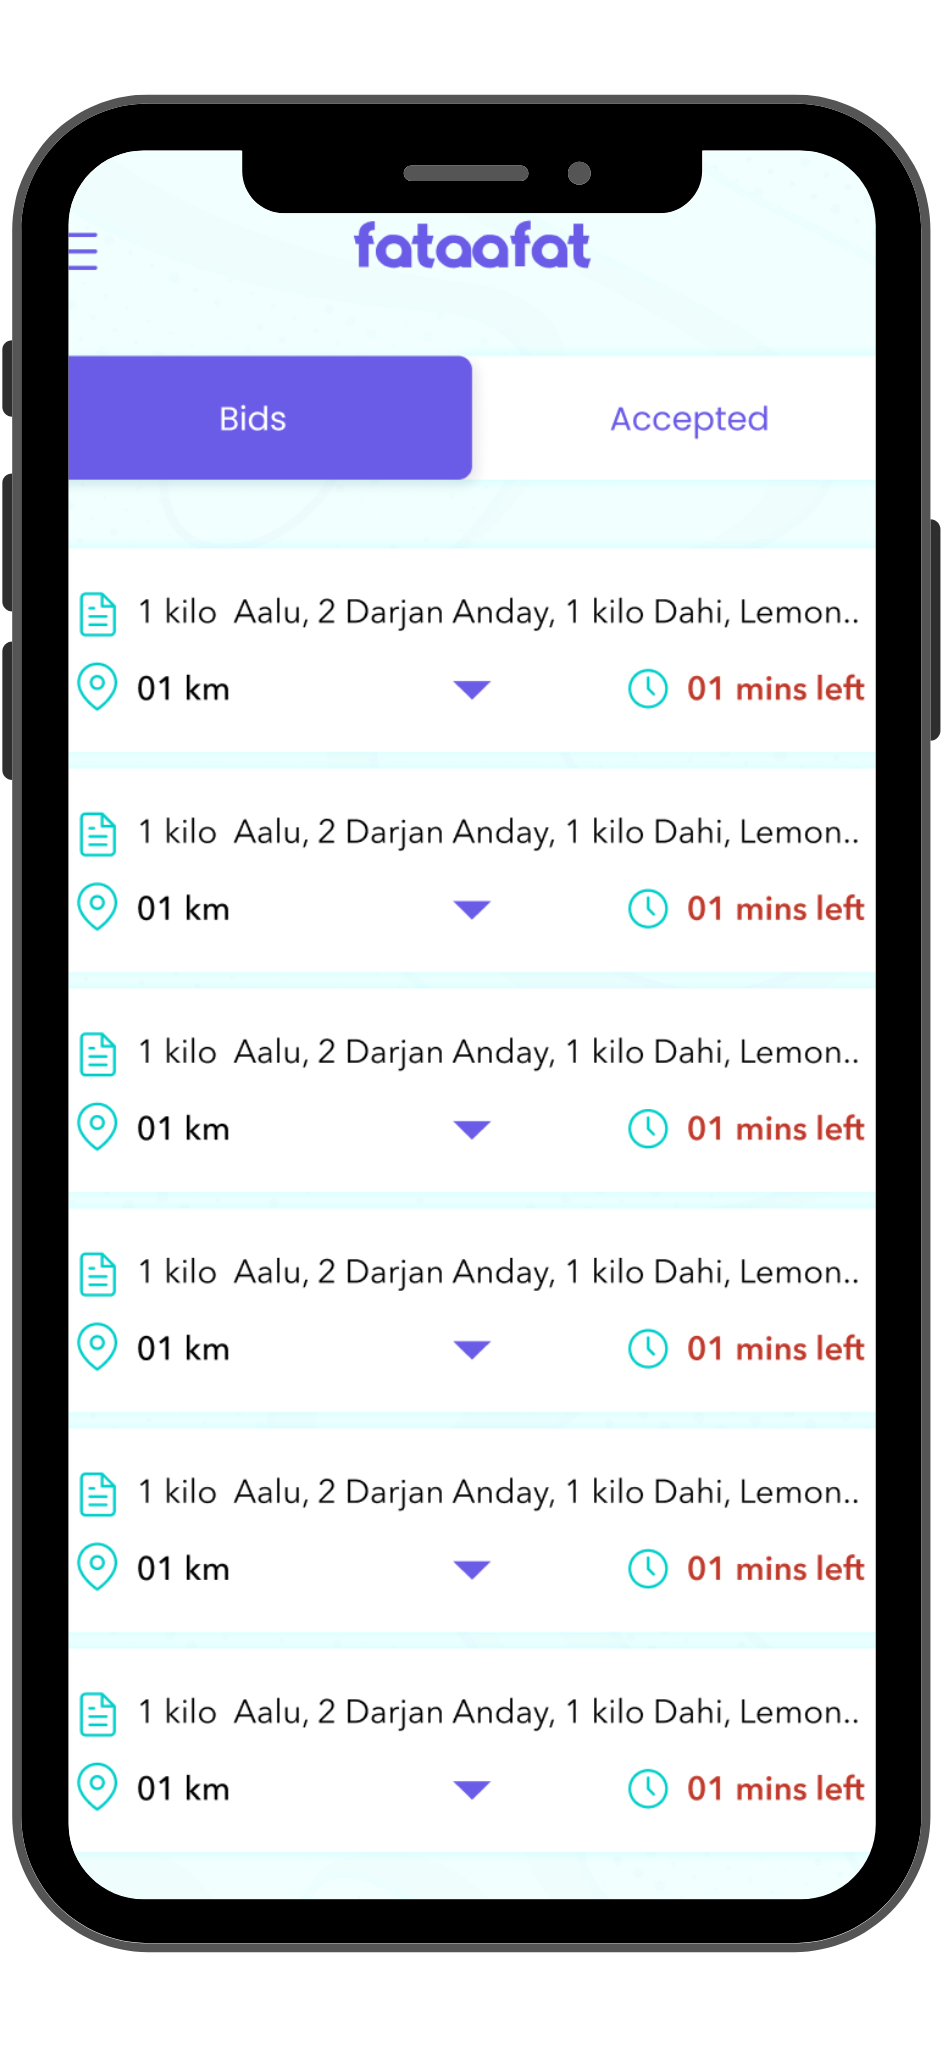 fataafat
Bids Accepted
1 kilo  Aalu, 2 Darjan Anday, 1 kilo Dahi, Lemon..
01 km 01 mins left
1 kilo  Aalu, 2 Darjan Anday, 1 kilo Dahi, Lemon..
01 km 01 mins left
1 kilo  Aalu, 2 Darjan Anday, 1 kilo Dahi, Lemon..
01 km 01 mins left
1 kilo  Aalu, 2 Darjan Anday, 1 kilo Dahi, Lemon..
01 km 01 mins left
1 kilo  Aalu, 2 Darjan Anday, 1 kilo Dahi, Lemon..
01 km 01 mins left
1 kilo  Aalu, 2 Darjan Anday, 1 kilo Dahi, Lemon..
01 km 01 mins left